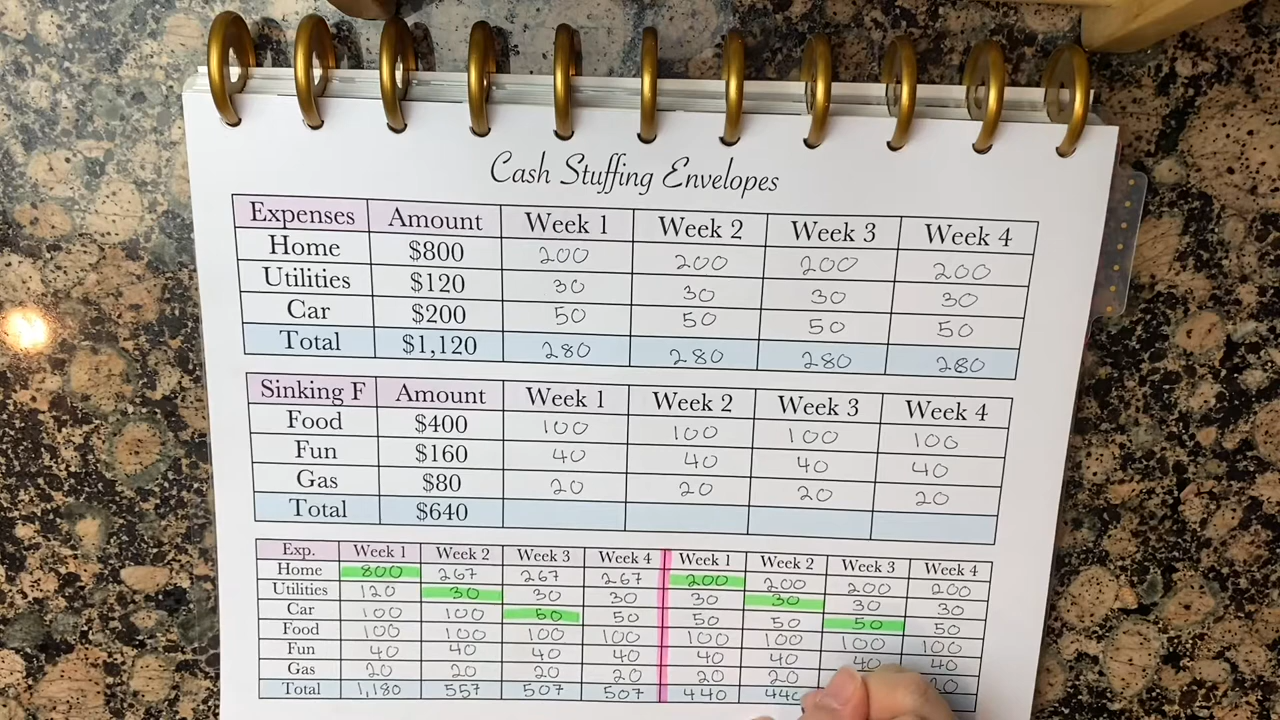 Cash Stuffing Envelopes
Expenses Amount Week 1 Week 2 Week 3 Week 4
Home $800 200 200 200 200
Utilities $120 30 30 30 30
Car $200 50 50 50 50
Total $1,120 280 280 280 280
Sinking F Amount Week 1 Week 2 Week 3 Week 4
Food $400 100 100 100 100
Fun $160 40 40 40 40
Gas $80 20 20 20 20
Total $640
Exp. Week 1 Week 2 Week 3 Week 4 Week 1 Week 2 Week 3 Week 4
Home 800 267 267 267 200 200 200 200
Utilities 120 30 30 30 30 30 30 30
Car 100 100 50 50 50 50 50 50
Food 100 100 100 100 100 100 100 100
Fun 40 40 40 40 40 40 40 40
Gas 20 20 20 20 20 20 20
Total 1,180 557 507 507 440